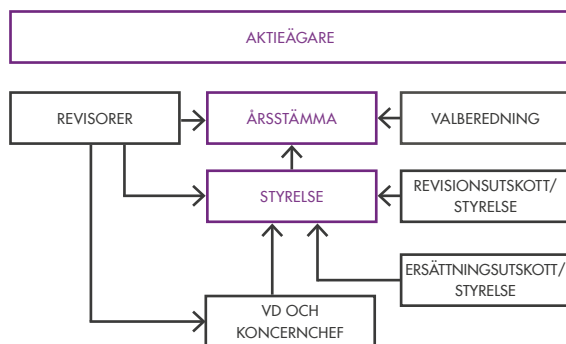 AKTIEÄGARE
REVISORER
ÅRSSTÄMMA
VALBEREDNING
STYRELSE
REVISIONSUTSKOTT/
STYRELSE
ERSÄTTNINGSUTSKOTT/
STYRELSE
VD OCH
KONCERNCHEF